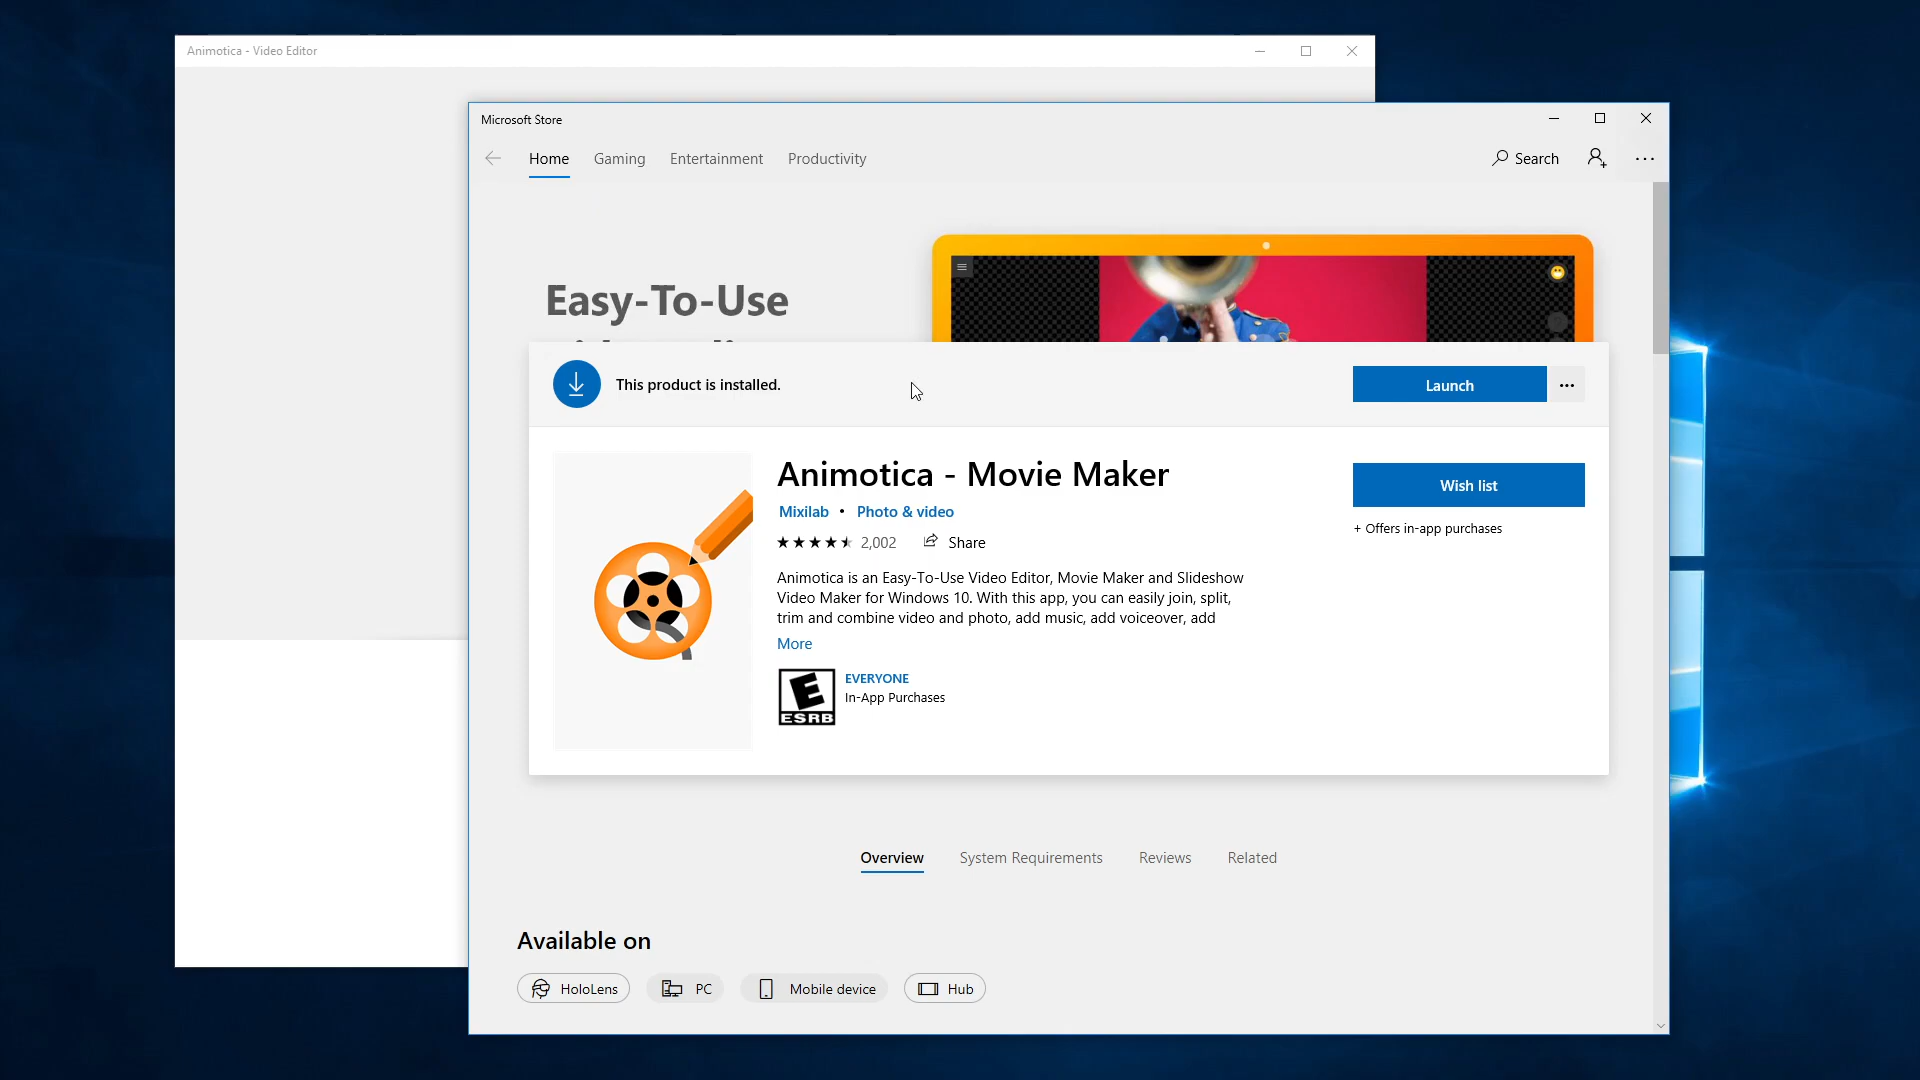 Animotica - Video Editor
Microsoft Store
Home Gaming Entertainment Productivity Search
Easy-To-Use
This product is installed.
Launch
Animotica - Movie Maker
Mixilab • Photo & video
2,002 Share
Wish list
+ Offers in-app purchases
Animotica is an Easy-To-Use Video Editor, Movie Maker and Slideshow
Video Maker for Windows 10. With this app, you can easily join, split,
trim and combine video and photo, add music, add voiceover, add
More
E
ESRB
EVERYONE
In-App Purchases
Overview System Requirements Reviews Related
Available on
HoloLens PC Mobile device Hub